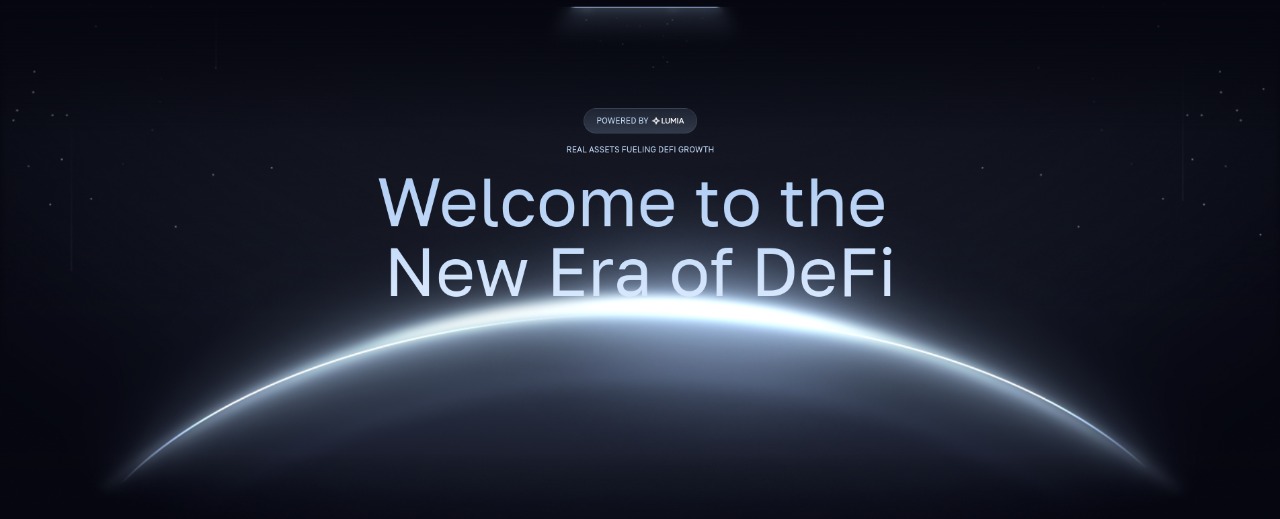 POWERED BY LUMIA
REAL ASSETS FUELING DEFI GROWTH
Welcome to the
New Era of DeFi